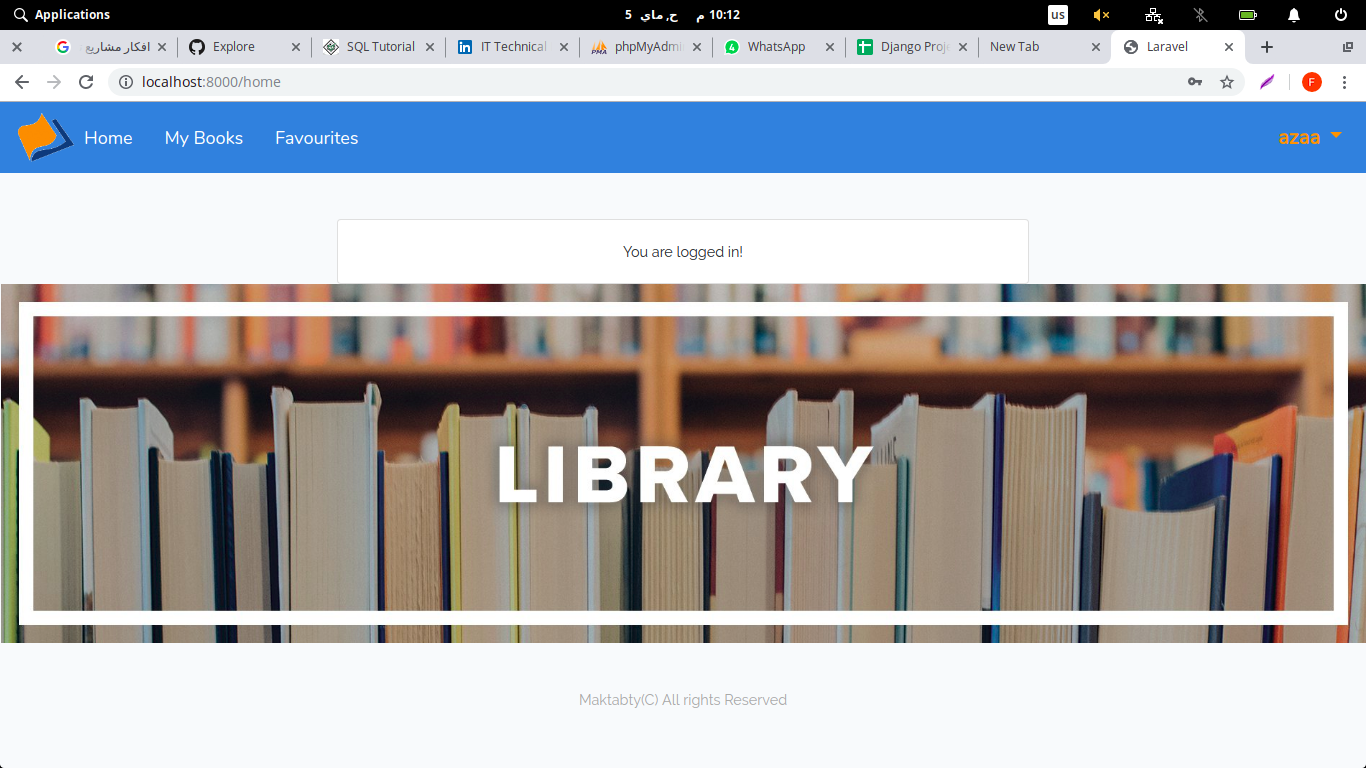 Applications
5 ح, ماي 10:12 م
us
افكار مشاريع
Explore
SQL Tutorial
IT Technical
phpMyAdmi
4 WhatsApp
Django Proj
New Tab
Laravel
localhost:8000/home
F
Home
My Books
Favourites
azaa
You are logged in!
LIBRARY
Maktabty(C) All rights Reserved